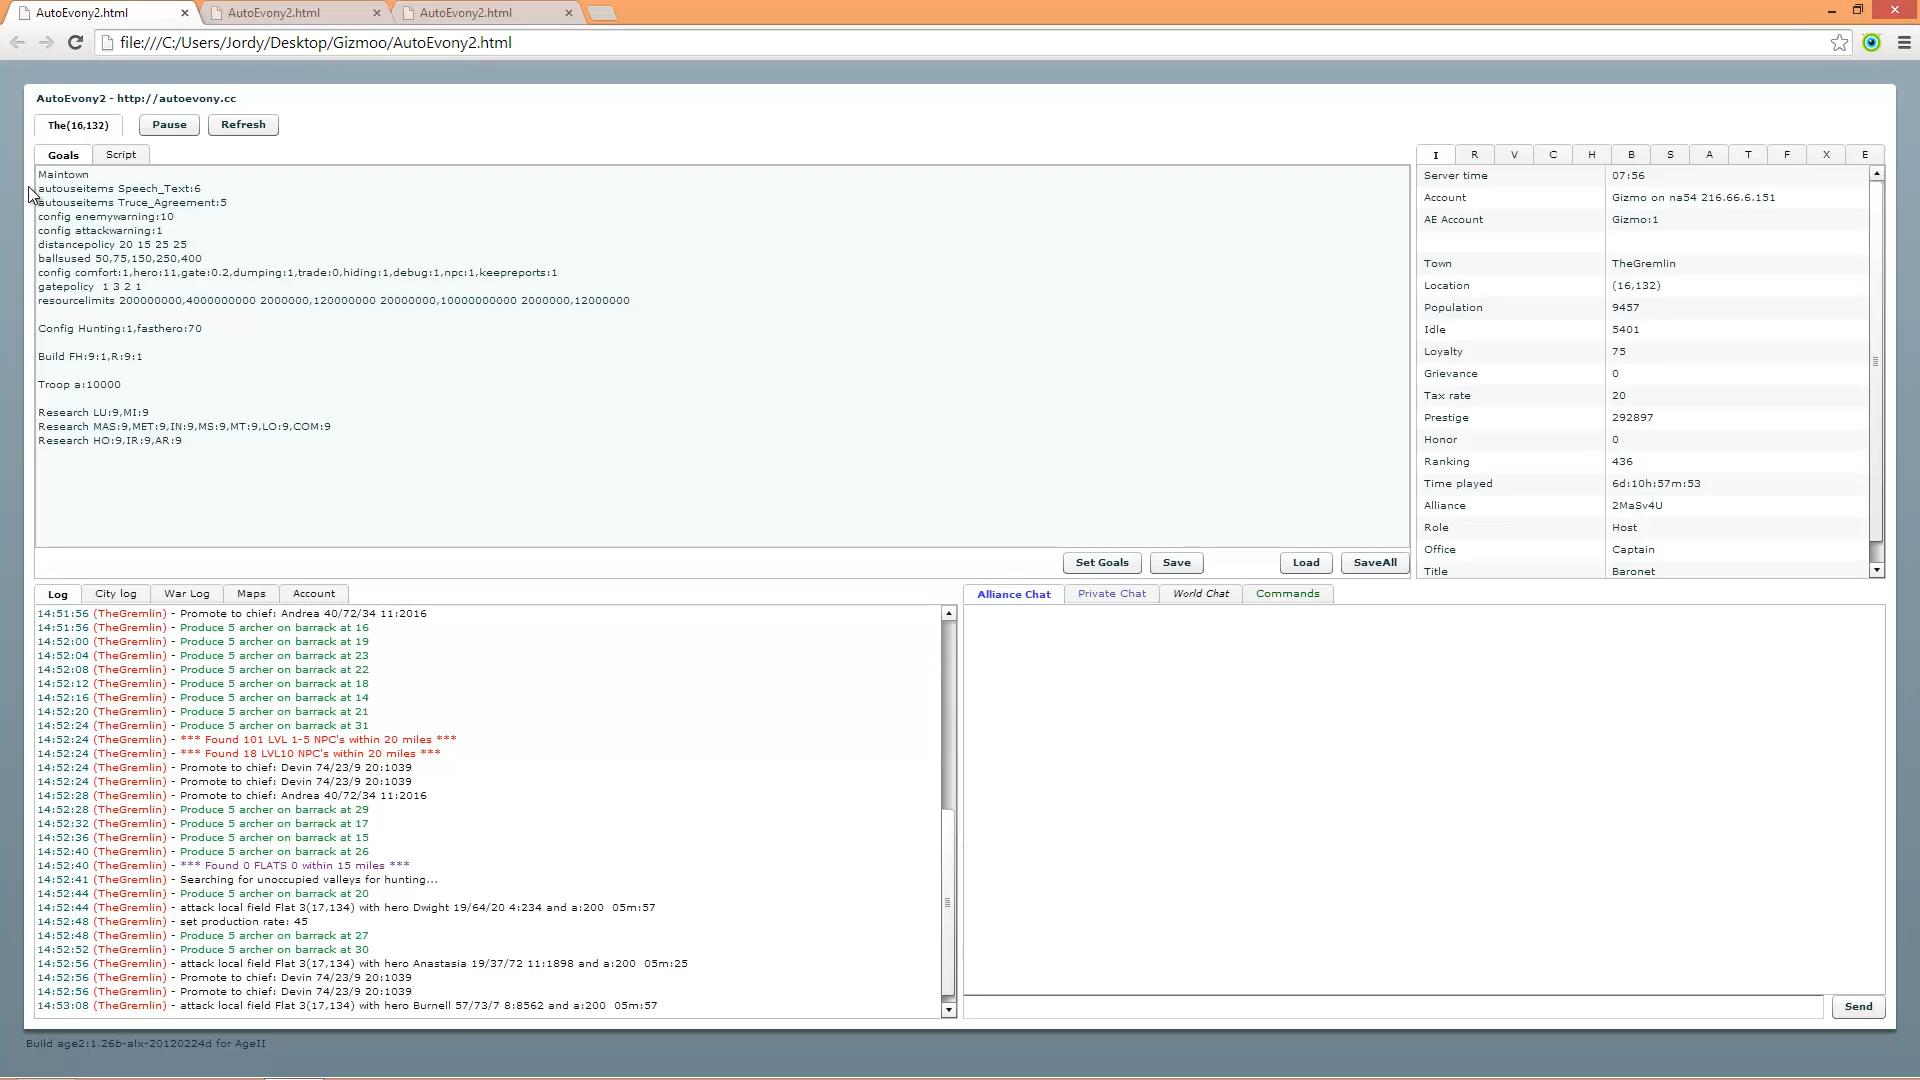 AutoEvony2.html
AutoEvony2.html
AutoEvony2.html
file:///C:/Users/Jordy/Desktop/Gizmoo/AutoEvony2.html
AutoEvony2 - http://autoevony.cc
The(16,132) Pause Refresh
Goals Script
Maintown
autouseitems Speech_Text:6
autouseitems Truce_Agreement:5
config enemywarning:10
config attackwarning:1
distancepolicy 20 15 25 25
ballsused 50,75,150,250,400
config comfort:1,hero:11,gate:0.2,dumping:1,trade:0,hiding:1,debug:1,npc:1,keepreports:1
gatepolicy  1 3 2 1
resourcelimits 200000000,4000000000 2000000,120000000 20000000,10000000000 2000000,12000000
Config Hunting:1,fasthero:70
Build FH:9:1,R:9:1
Troop a:10000
Research LU:9,MI:9
Research MAS:9,MET:9,IN:9,MS:9,MT:9,LO:9,COM:9
Research HO:9,IR:9,AR:9
Set Goals Save Load SaveAll
I R V C H B S A T F X E
Server time 07:56
Account Gizmo on na54 216.66.6.151
AE Account Gizmo:1
Town TheGremlin
Location (16,132)
Population 9457
Idle 5401
Loyalty 75
Grievance 0
Tax rate 20
Prestige 292897
Honor 0
Ranking 436
Time played 6d:10h:57m:53
Alliance 2MaSv4U
Role Host
Office Captain
Title Baronet
Log City log War Log Maps Account
14:51:56 (TheGremlin) - Promote to chief: Andrea 40/72/34 11:2016
14:51:56 (TheGremlin) - Produce 5 archer on barrack at 16
14:52:00 (TheGremlin) - Produce 5 archer on barrack at 19
14:52:04 (TheGremlin) - Produce 5 archer on barrack at 23
14:52:08 (TheGremlin) - Produce 5 archer on barrack at 22
14:52:12 (TheGremlin) - Produce 5 archer on barrack at 18
14:52:16 (TheGremlin) - Produce 5 archer on barrack at 14
14:52:20 (TheGremlin) - Produce 5 archer on barrack at 21
14:52:24 (TheGremlin) - Produce 5 archer on barrack at 31
14:52:24 (TheGremlin) - *** Found 101 LVL 1-5 NPC's within 20 miles ***
14:52:24 (TheGremlin) - *** Found 18 LVL10 NPC's within 20 miles ***
14:52:24 (TheGremlin) - Promote to chief: Devin 74/23/9 20:1039
14:52:24 (TheGremlin) - Promote to chief: Devin 74/23/9 20:1039
14:52:28 (TheGremlin) - Promote to chief: Andrea 40/72/34 11:2016
14:52:28 (TheGremlin) - Produce 5 archer on barrack at 29
14:52:32 (TheGremlin) - Produce 5 archer on barrack at 17
14:52:36 (TheGremlin) - Produce 5 archer on barrack at 15
14:52:40 (TheGremlin) - Produce 5 archer on barrack at 26
14:52:40 (TheGremlin) - *** Found 0 FLATS 0 within 15 miles ***
14:52:41 (TheGremlin) - Searching for unoccupied valleys for hunting...
14:52:44 (TheGremlin) - Produce 5 archer on barrack at 20
14:52:44 (TheGremlin) - attack local field Flat 3(17,134) with hero Dwight 19/64/20 4:234 and a:200  05m:57
14:52:48 (TheGremlin) - set production rate: 45
14:52:48 (TheGremlin) - Produce 5 archer on barrack at 27
14:52:52 (TheGremlin) - Produce 5 archer on barrack at 30
14:52:56 (TheGremlin) - attack local field Flat 3(17,134) with hero Anastasia 19/37/72 11:1898 and a:200  05m:25
14:52:56 (TheGremlin) - Promote to chief: Devin 74/23/9 20:1039
14:52:56 (TheGremlin) - Promote to chief: Devin 74/23/9 20:1039
14:53:08 (TheGremlin) - attack local field Flat 3(17,134) with hero Burnell 57/73/7 8:8562 and a:200  05m:57
Alliance Chat Private Chat World Chat Commands
Send
Build age2:1.26b-alx-20120224d for AgeII